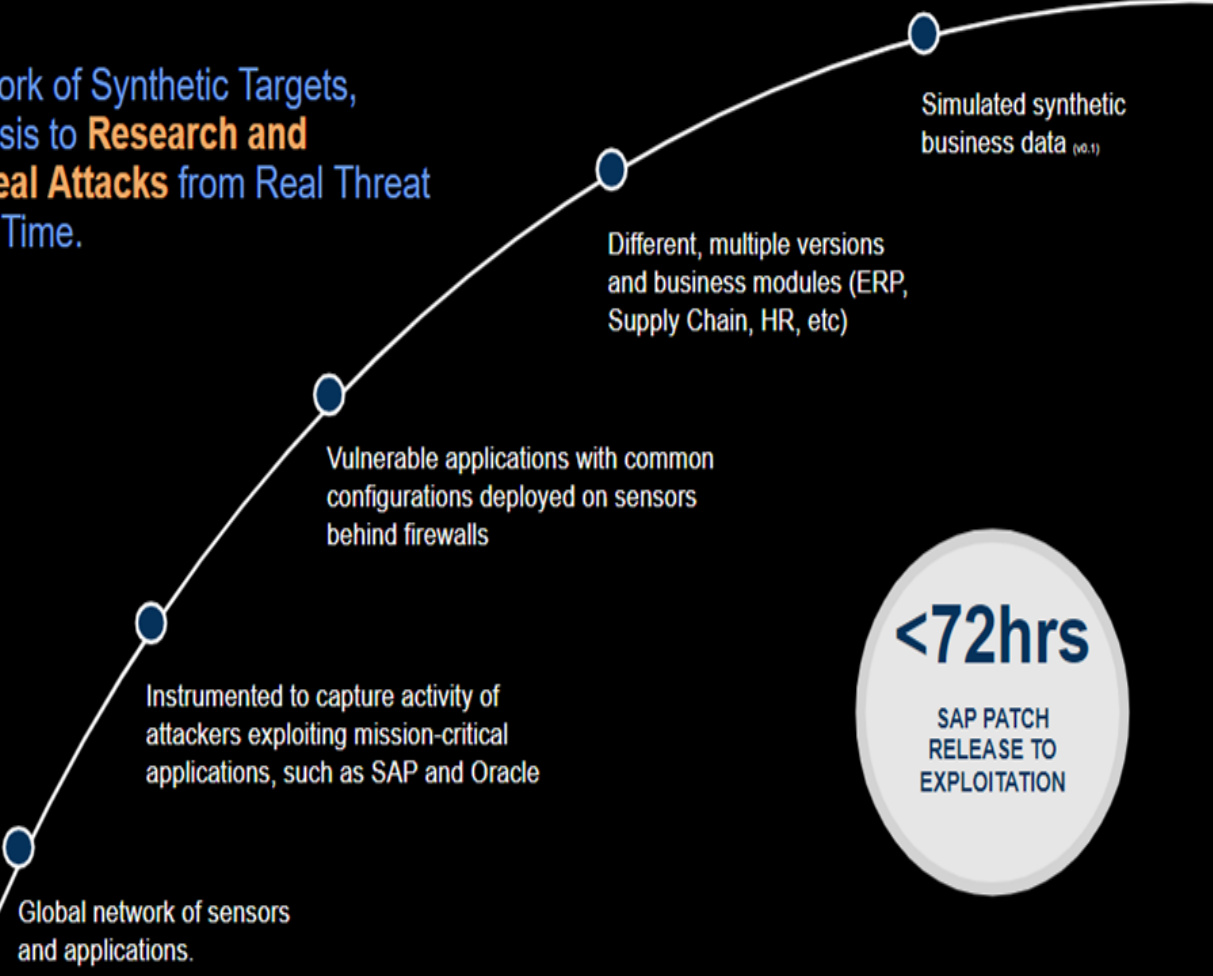 ork of Synthetic Targets,
sis to Research and
eal Attacks from Real Threat
Time.
Simulated synthetic
business data (v0.1)
Different, multiple versions
and business modules (ERP,
Supply Chain, HR, etc)
Vulnerable applications with common
configurations deployed on sensors
behind firewalls
Instrumented to capture activity of
attackers exploiting mission-critical
applications, such as SAP and Oracle
Global network of sensors
and applications.
<72hrs
SAP PATCH
RELEASE TO
EXPLOITATION